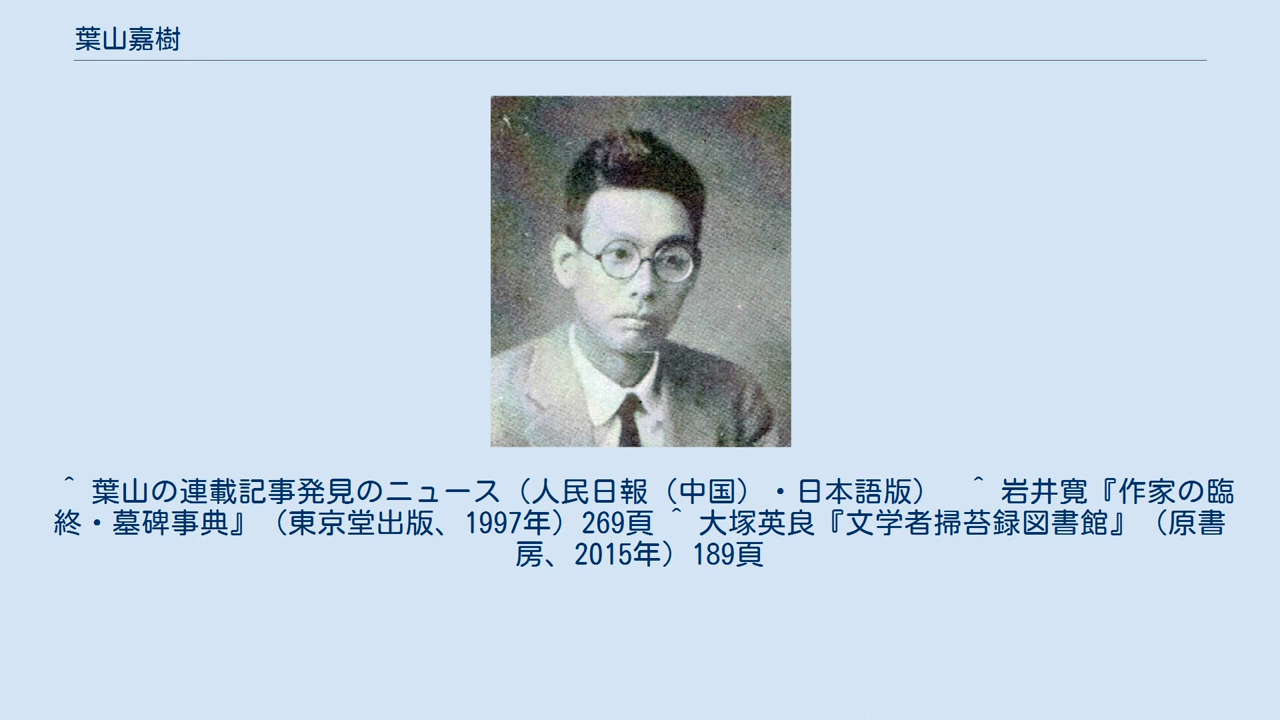 葉山嘉樹
＾ 葉山の連載記事発見のニュース（人民日報（中国）・日本語版）　＾ 岩井寛『作家の臨
終・墓碑事典』（東京堂出版、1997年）269頁 ＾ 大塚英良『文学者掃苔録図書館』（原書
房、2015年）189頁